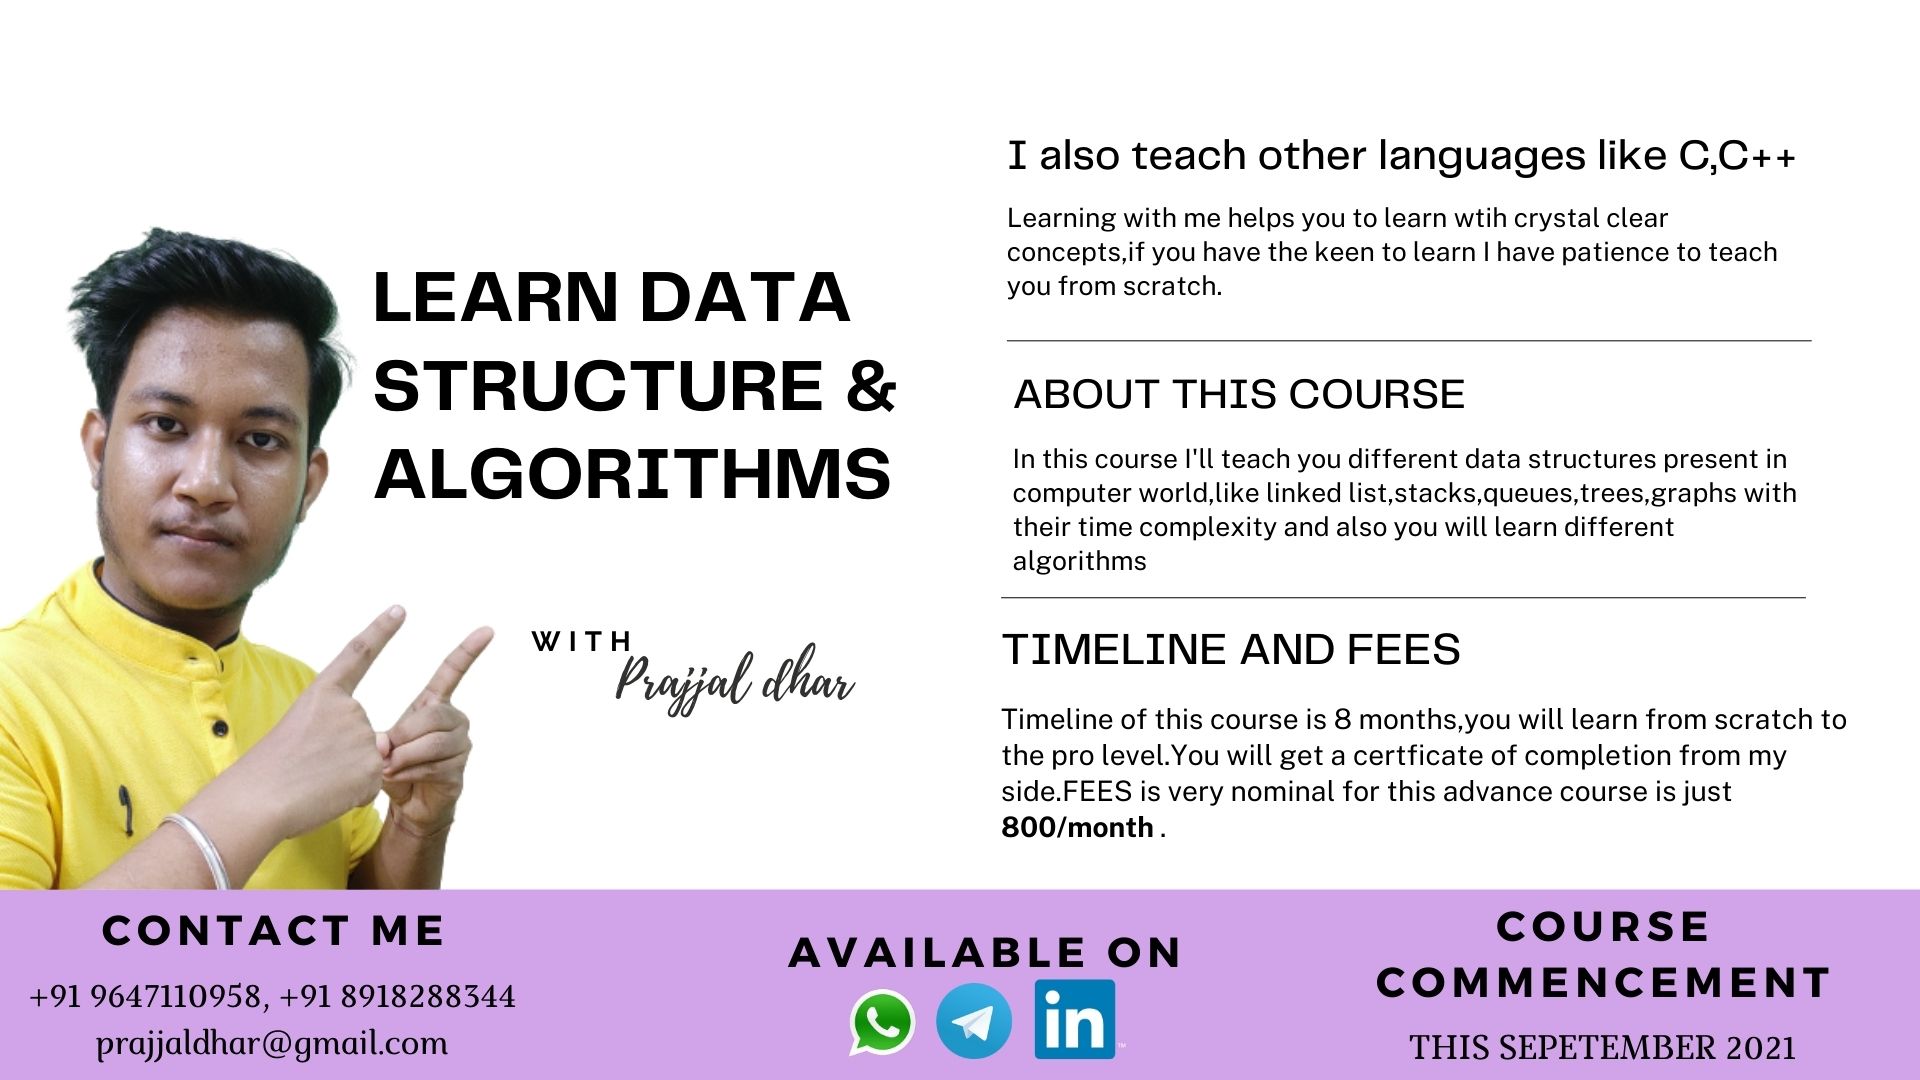 LEARN DATA
STRUCTURE &
ALGORITHMS
WITH
Prajjal dhar
I also teach other languages like C,C++
Learning with me helps you to learn wtih crystal clear
concepts,if you have the keen to learn I have patience to teach
you from scratch.
ABOUT THIS COURSE
In this course I'll teach you different data structures present in
computer world,like linked list,stacks,queues,trees,graphs with
their time complexity and also you will learn different
algorithms
TIMELINE AND FEES
Timeline of this course is 8 months,you will learn from scratch to
the pro level.You will get a certficate of completion from my
side.FEES is very nominal for this advance course is just
800/month .
CONTACT ME
+91 9647110958, +91 8918288344
prajjaldhar@gmail.com
AVAILABLE ON
in
TM
COURSE
COMMENCEMENT
THIS SEPETEMBER 2021